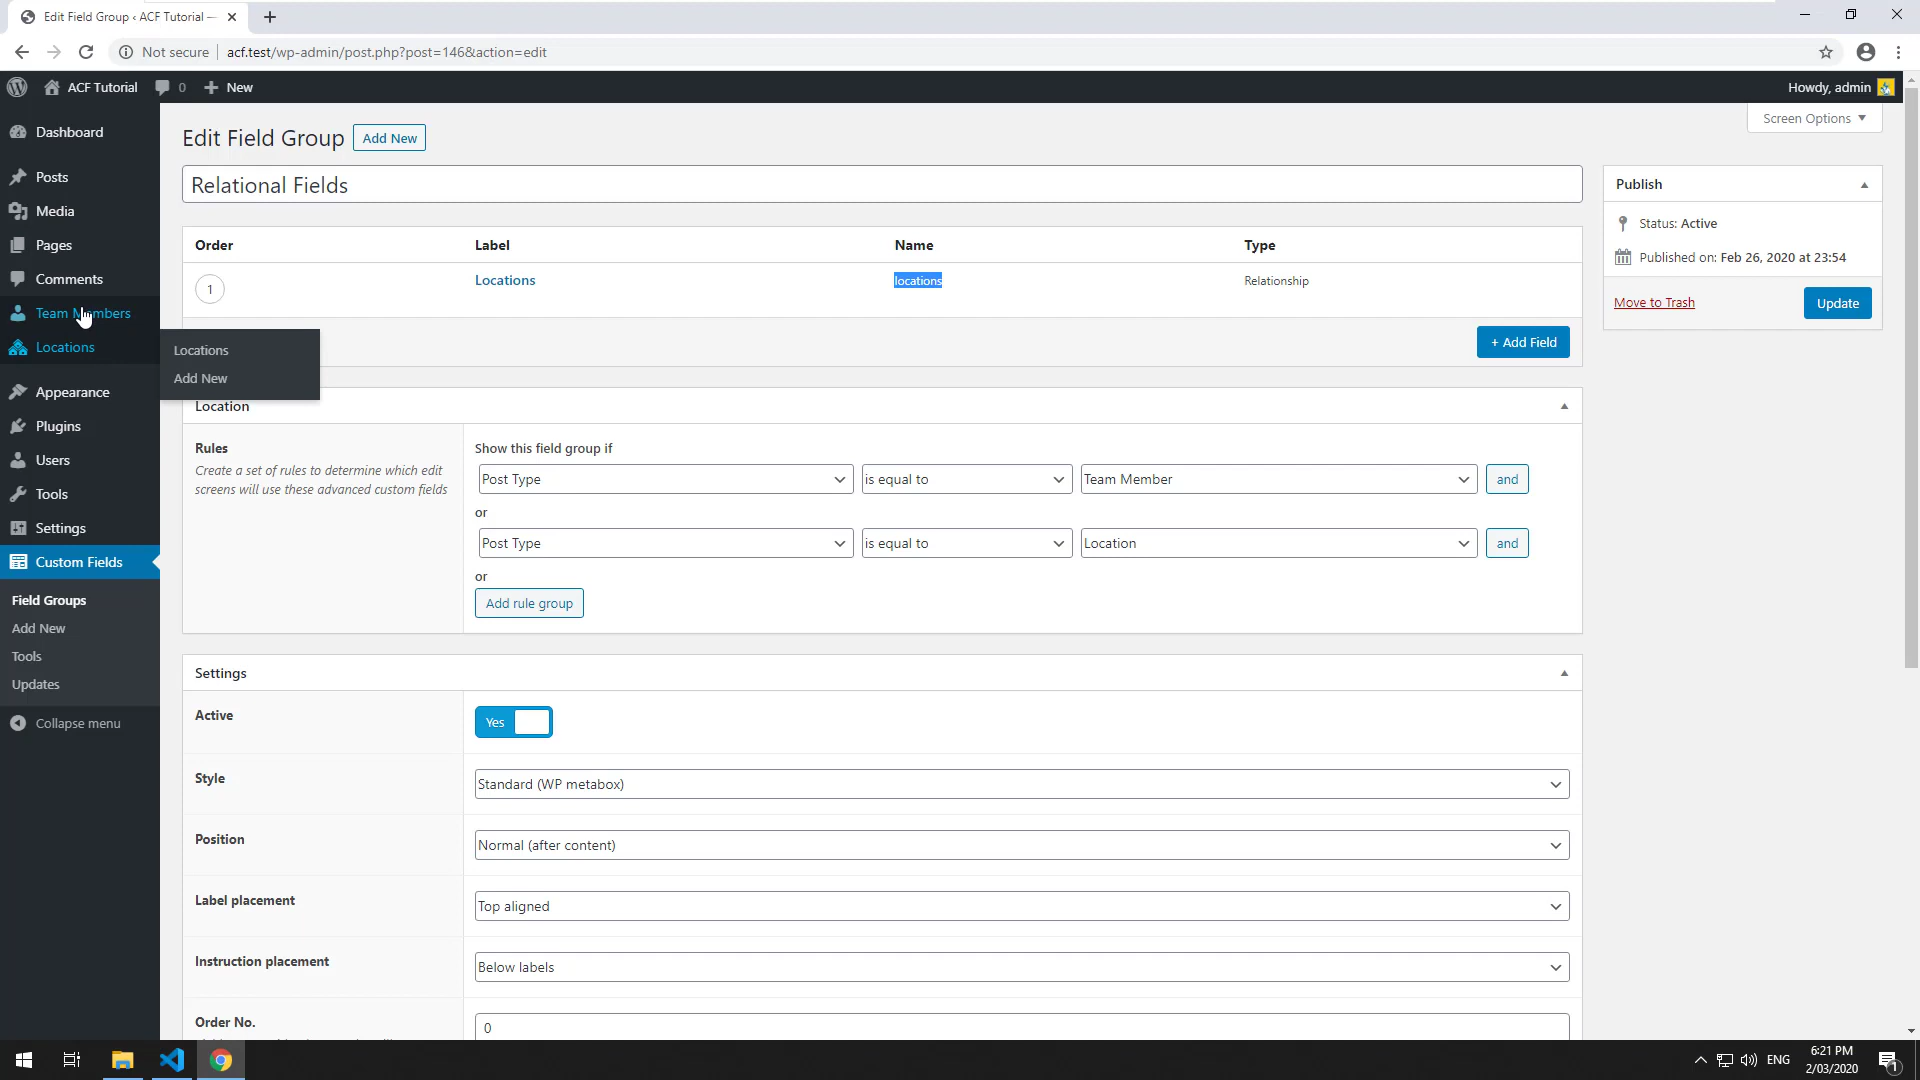 Edit Field Group ‹ ACF Tutorial —
Not secure
acf.test/wp-admin/post.php?post=146&action=edit
ACF Tutorial
0
New
Howdy, admin
Screen Options
Dashboard
Posts
Media
Pages
Comments
Team Members
Locations
Locations
Add New
Appearance
Plugins
Users
Tools
Settings
Custom Fields
Field Groups
Add New
Tools
Updates
Collapse menu
Edit Field Group
Add New
Relational Fields
Order Label Name Type
1 Locations locations Relationship
+ Add Field
Location
Rules
Create a set of rules to determine which edit
screens will use these advanced custom fields
Show this field group if
Post Type is equal to Team Member and
or
Post Type is equal to Location and
or
Add rule group
Settings
Active Yes
Style Standard (WP metabox)
Position Normal (after content)
Label placement Top aligned
Instruction placement Below labels
Order No. 0
Publish
Status: Active
Published on: Feb 26, 2020 at 23:54
Move to Trash
Update
ENG
6:21 PM
2/03/2020
1